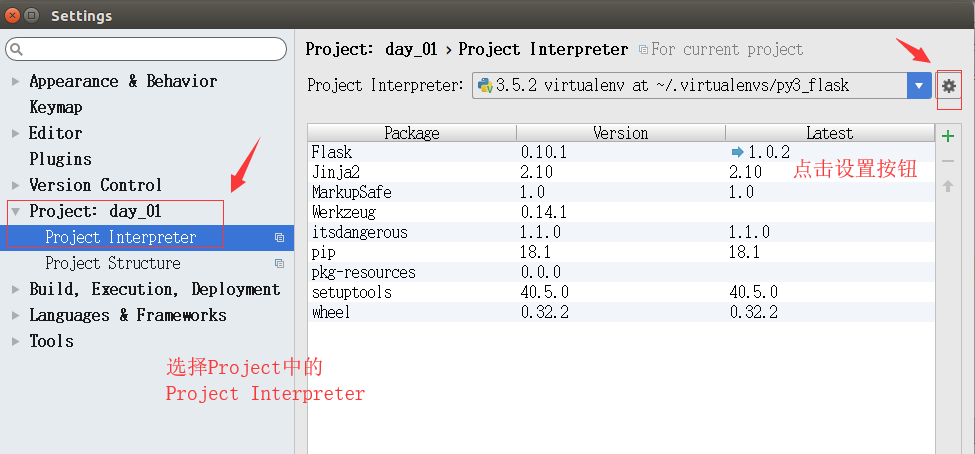 Settings
Project: day_01 › Project Interpreter For current project
Project Interpreter: 3.5.2 virtualenv at ~/.virtualenvs/py3_flask
Appearance & Behavior
Keymap
Editor
Plugins
Version Control
Project: day_01
Project Interpreter
Project Structure
Build, Execution, Deployment
Languages & Frameworks
Tools
Package Version Latest
Flask 0.10.1 1.0.2
Jinja2 2.10 2.10
MarkupSafe 1.0 1.0
Werkzeug 0.14.1
itsdangerous 1.1.0 1.1.0
pip 18.1 18.1
pkg-resources 0.0.0
setuptools 40.5.0 40.5.0
wheel 0.32.2 0.32.2
点击设置按钮
选择Project中的
Project Interpreter